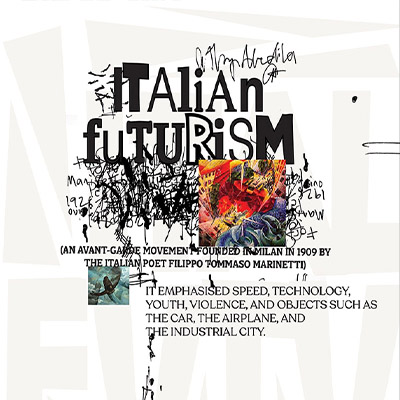 ITALiAn
fuTURiSM
(AN AVANT-GARDE MOVEMENT FOUNDED IN MILAN IN 1909 BY
THE ITALIAN POET FILIPPO TOMMASO MARINETTI)
IT EMPHASISED SPEED, TECHNOLOGY,
YOUTH, VIOLENCE, AND OBJECTS SUCH AS
THE CAR, THE AIRPLANE, AND
THE INDUSTRIAL CITY.